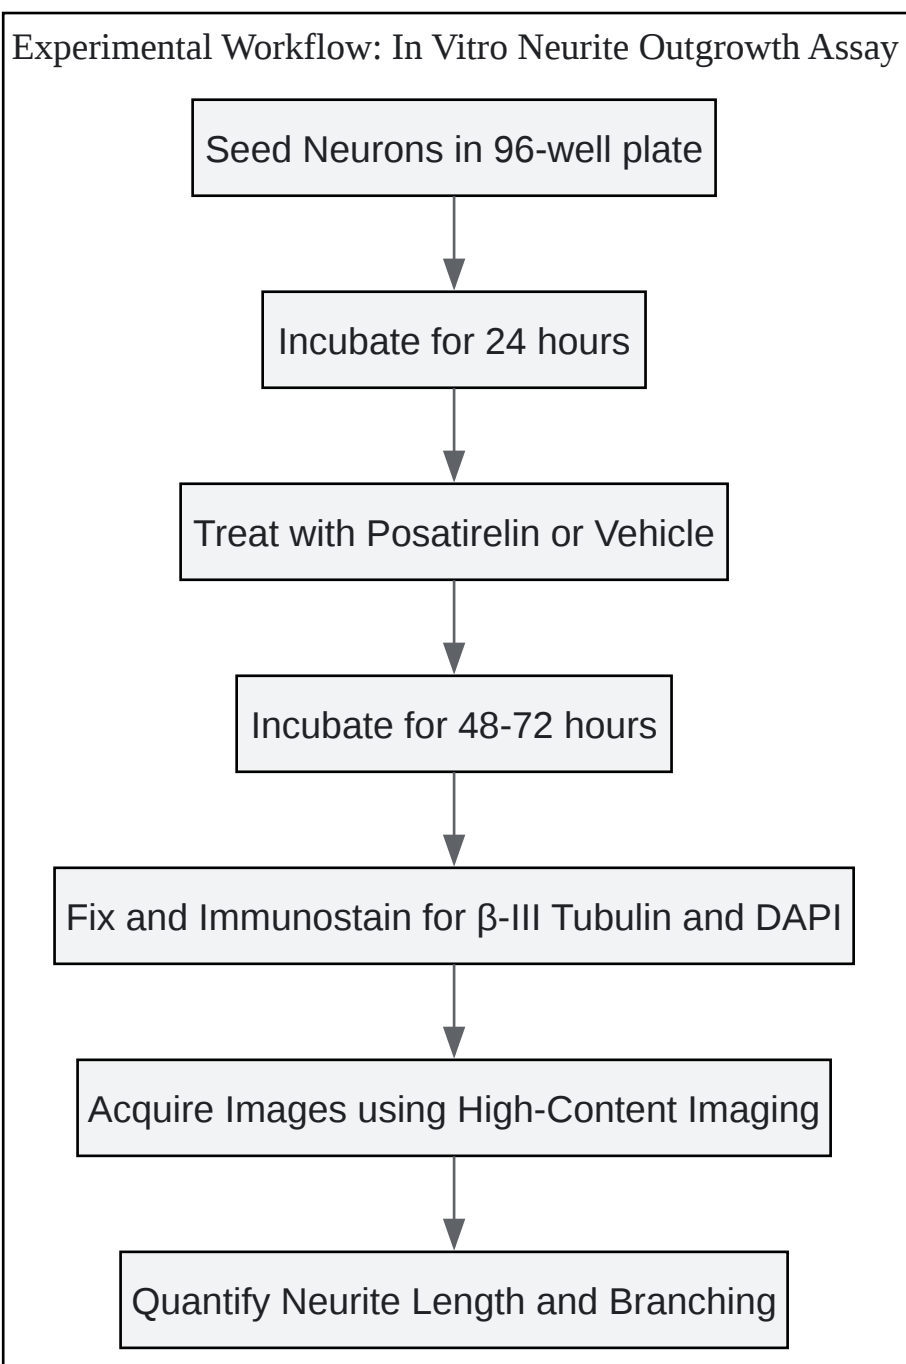 Experimental Workflow: In Vitro Neurite Outgrowth Assay
Seed Neurons in 96-well plate
Incubate for 24 hours
Treat with Posatirelin or Vehicle
Incubate for 48-72 hours
Fix and Immunostain for β-III Tubulin and DAPI
Acquire Images using High-Content Imaging
Quantify Neurite Length and Branching